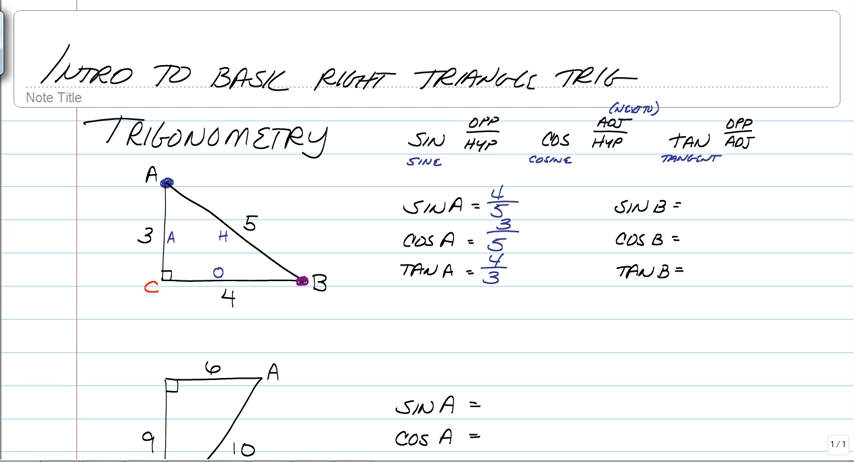 INTRO TO BASIC RIGHT TRIANGLE TRIG
Note Title
TRIGONOMETRY
SIN OPP/HYP COS ADJ/HYP TAN OPP/ADJ
(NEXT TO)
SINE COSINE TANGENT
A
3 A H 5
C O B
4
SIN A = 4/5 SIN B =
COS A = 3/5 COS B =
TAN A = 4/3 TAN B =
6 A
9 10
SIN A =
COS A =
1/1